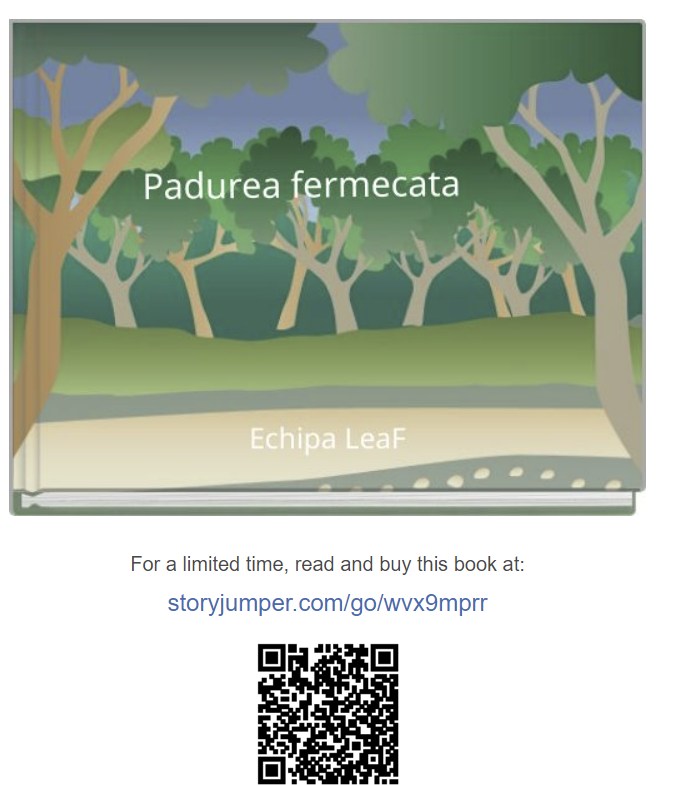 Padurea fermecata
Echipa LeaF
For a limited time, read and buy this book at:
storyjumper.com/go/wvx9mprr